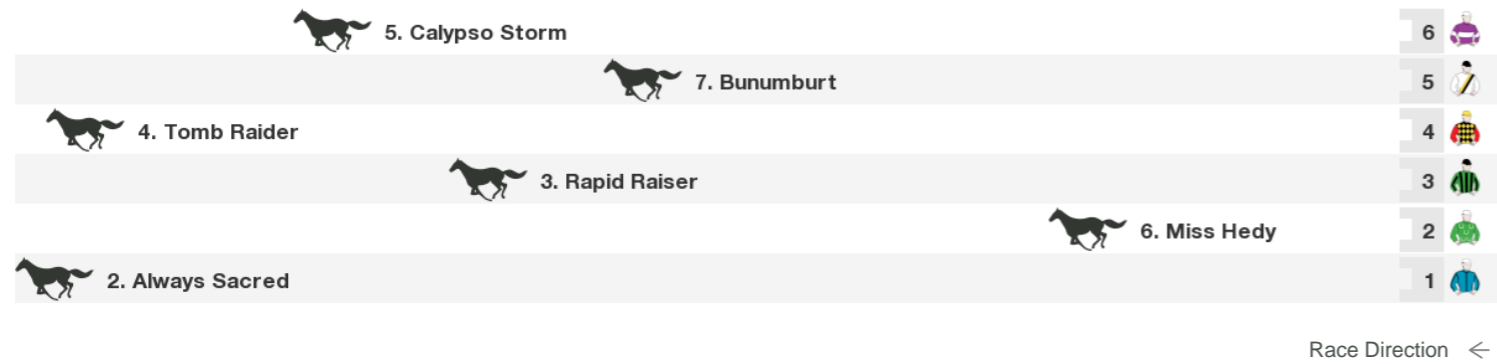 5. Calypso Storm 6
7. Bunumburt 5
4. Tomb Raider 4
3. Rapid Raiser 3
6. Miss Hedy 2
2. Always Sacred 1
Race Direction ←